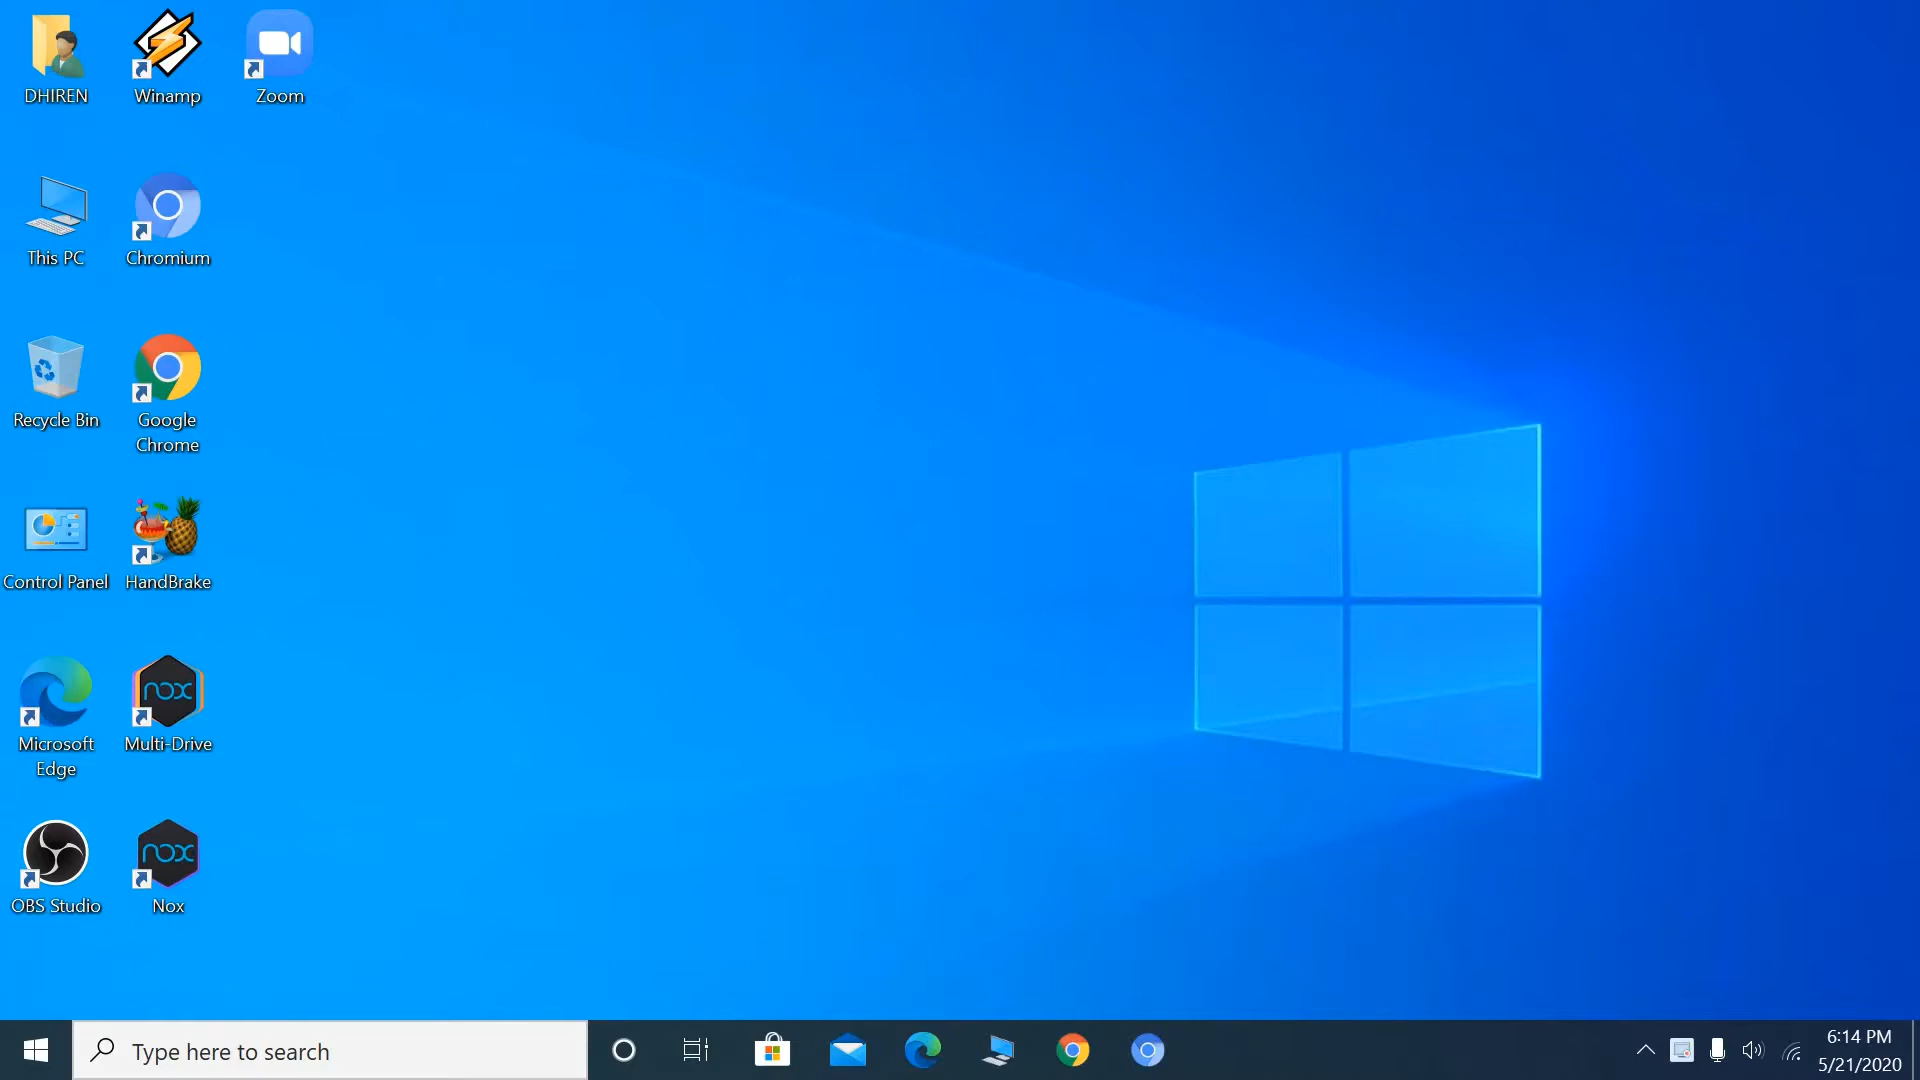 DHIREN
Winamp
Zoom
This PC
Chromium
Recycle Bin
Google
Chrome
Control Panel
HandBrake
nox
Microsoft
Edge
Multi-Drive
nox
OBS Studio
Nox
Type here to search
6:14 PM
5/21/2020